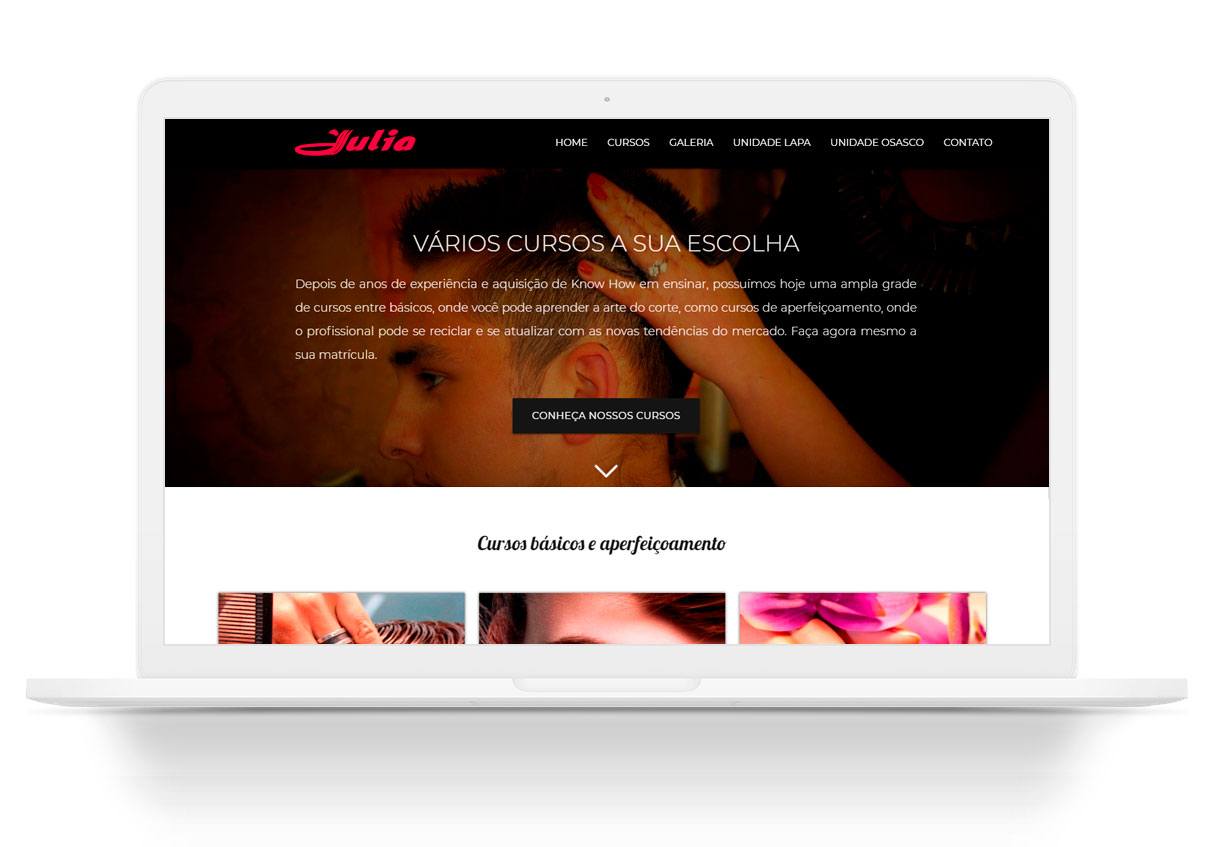 Julio
HOME CURSOS GALERIA UNIDADE LAPA UNIDADE OSASCO CONTATO
VÁRIOS CURSOS A SUA ESCOLHA
Depois de anos de experiência e aquisição de Know How em ensinar, possuímos hoje uma ampla grade
de cursos entre básicos, onde você pode aprender a arte do corte, como cursos de aperfeiçoamento, onde
o profissional pode se reciclar e se atualizar com as novas tendências do mercado. Faça agora mesmo a
sua matrícula.
CONHEÇA NOSSOS CURSOS
Cursos básicos e aperfeiçoamento